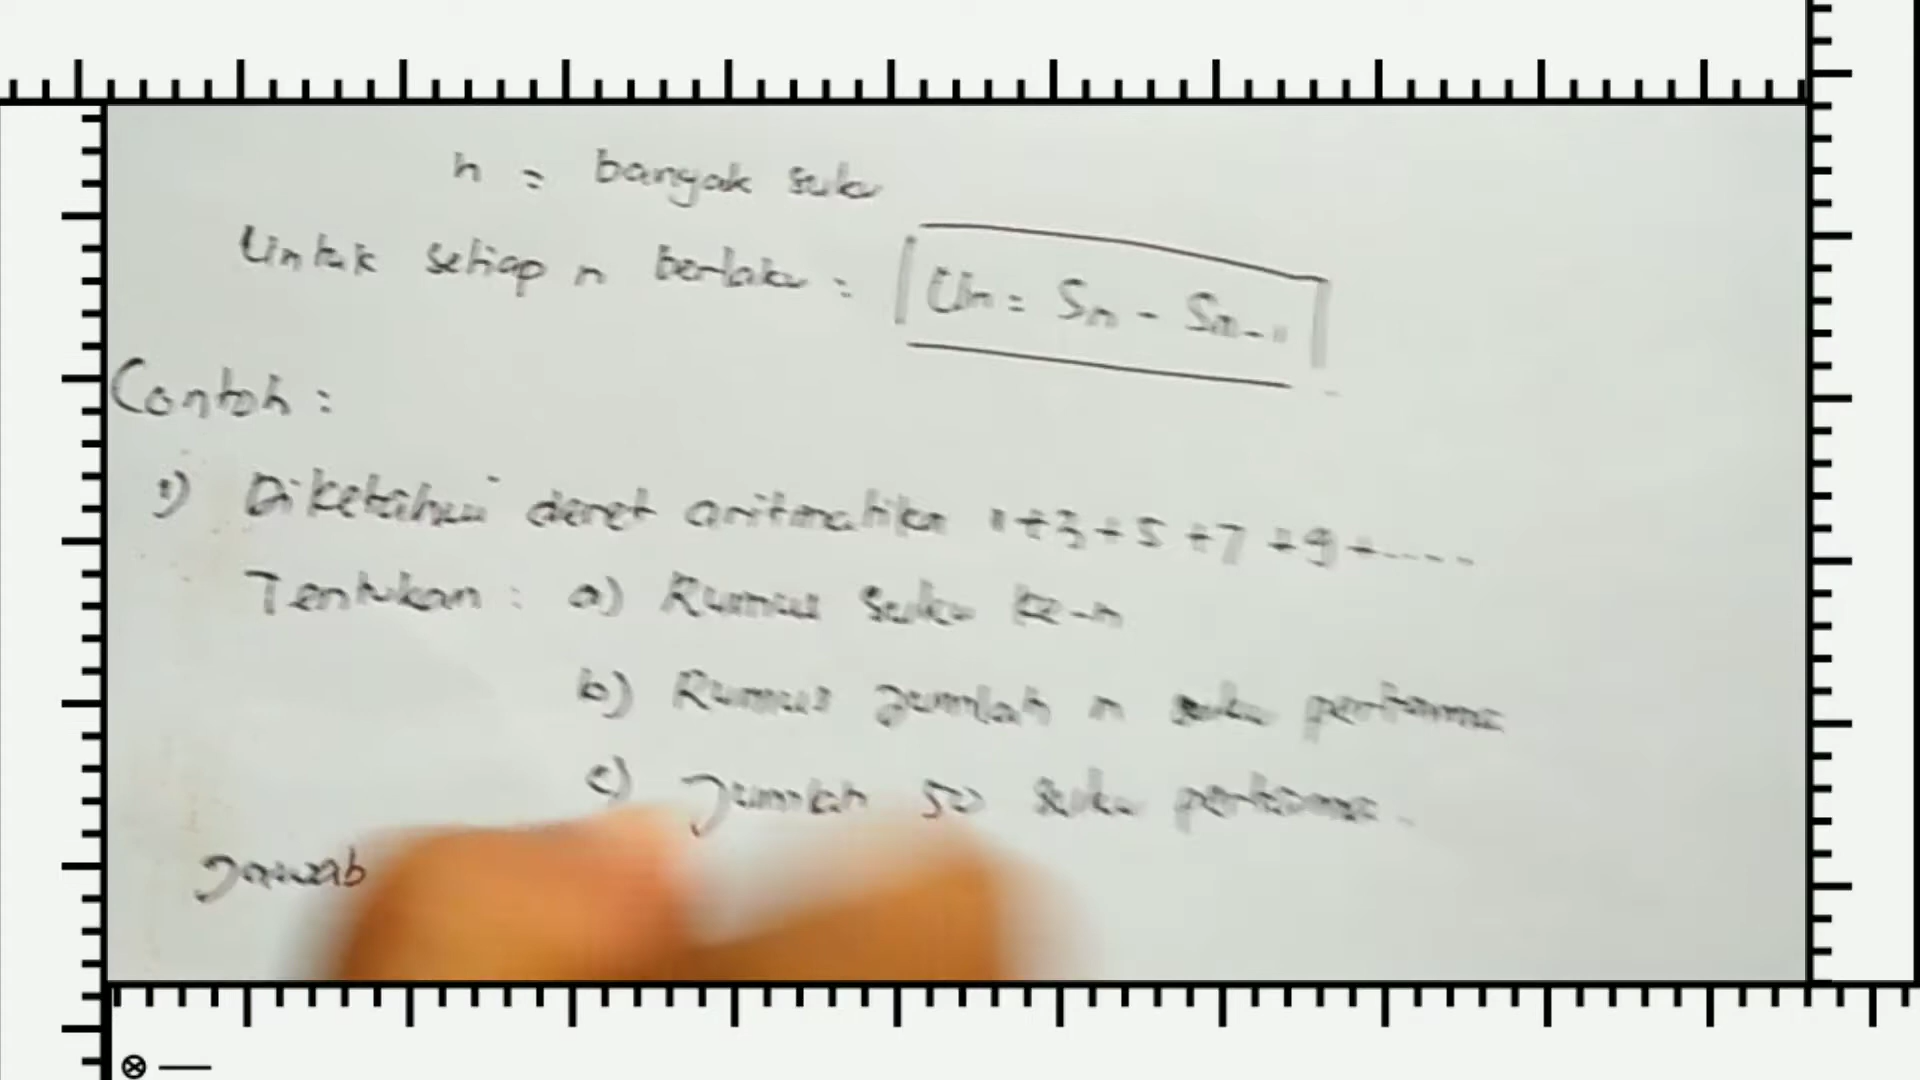 n = banyak suku
Untuk setiap n berlaku : Un = Sn - Sn-1
Contoh :
1) Diketahui deret aritmatika 1+3+5+7+9+....
Tentukan : a) Rumus suku ke-n
b) Rumus Jumlah n suku pertama
c) Jumlah 50 suku pertama.
Jawab